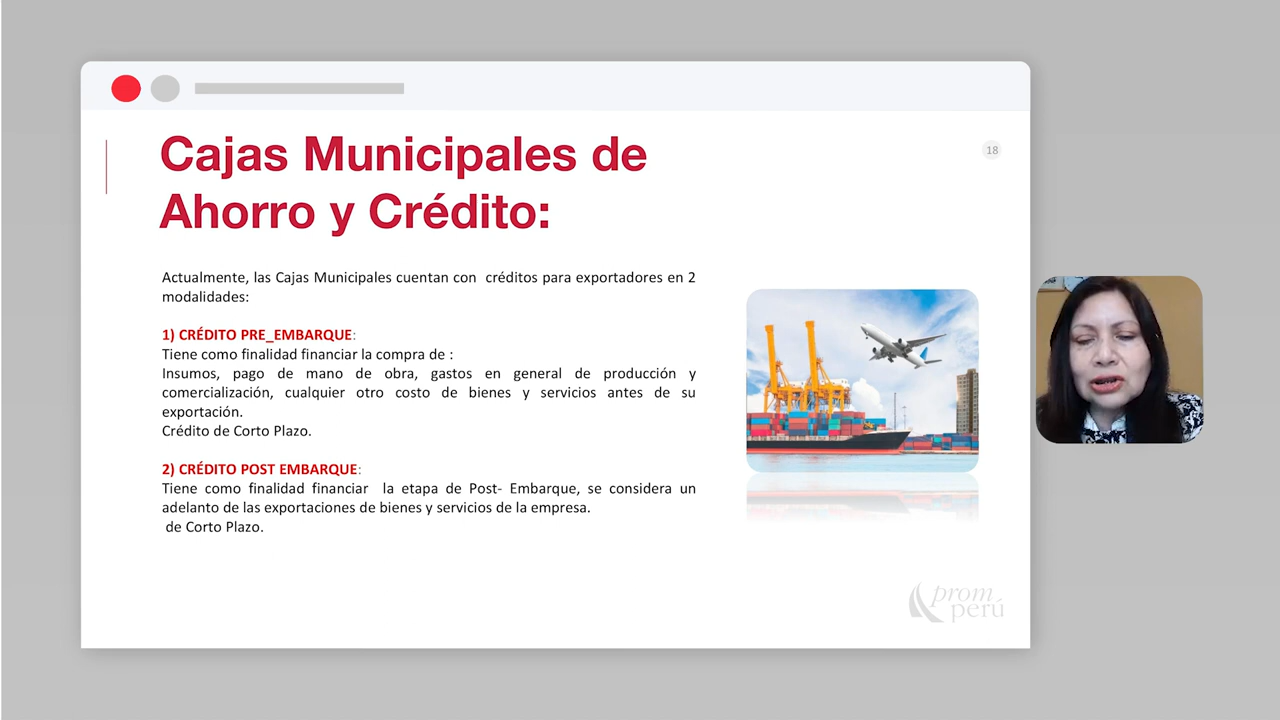 Cajas Municipales de
Ahorro y Crédito:
18
Actualmente, las Cajas Municipales cuentan con créditos para exportadores en 2
modalidades:
1) CRÉDITO PRE_EMBARQUE:
Tiene como finalidad financiar la compra de :
Insumos, pago de mano de obra, gastos en general de producción y
comercialización, cualquier otro costo de bienes y servicios antes de su
exportación.
Crédito de Corto Plazo.
2) CRÉDITO POST EMBARQUE:
Tiene como finalidad financiar la etapa de Post- Embarque, se considera un
adelanto de las exportaciones de bienes y servicios de la empresa.
de Corto Plazo.
prom
perú